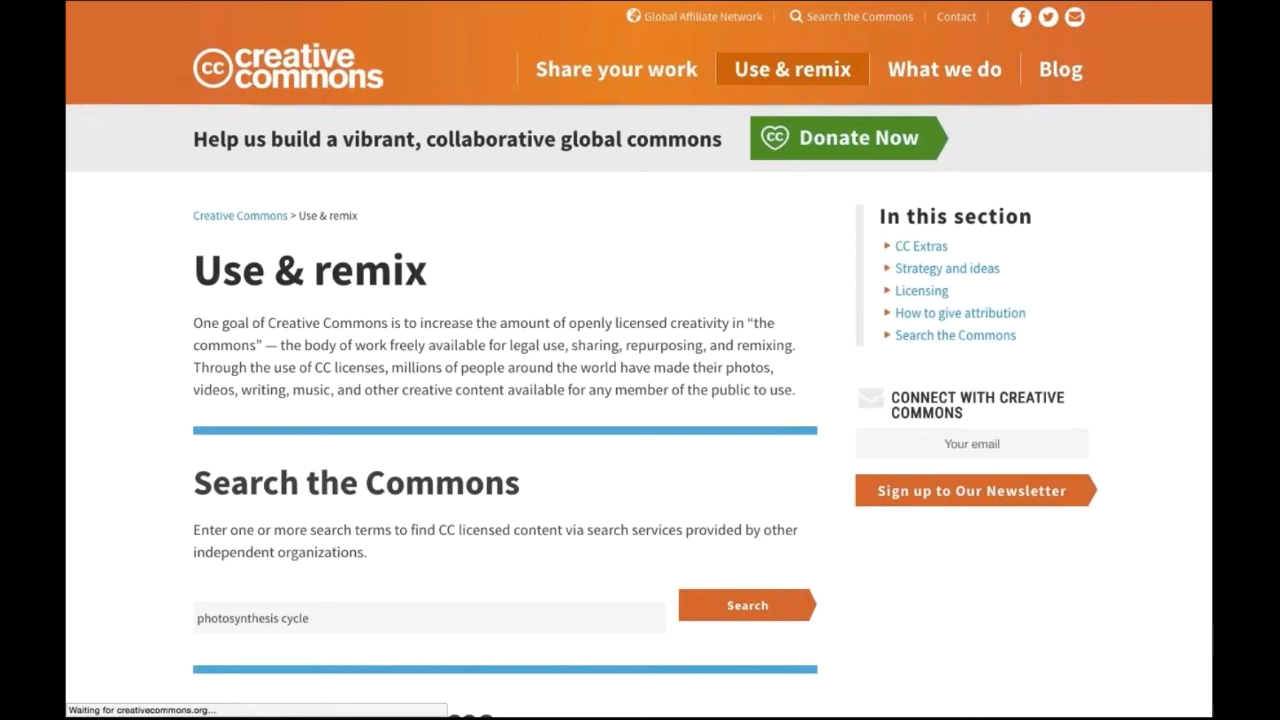 Global Affiliate Network
Search the Commons
Contact
cc creative commons
Share your work
Use & remix
What we do
Blog
Help us build a vibrant, collaborative global commons
CC Donate Now
Creative Commons > Use & remix
Use & remix
One goal of Creative Commons is to increase the amount of openly licensed creativity in “the
commons” — the body of work freely available for legal use, sharing, repurposing, and remixing.
Through the use of CC licenses, millions of people around the world have made their photos,
videos, writing, music, and other creative content available for any member of the public to use.
Search the Commons
Enter one or more search terms to find CC licensed content via search services provided by other
independent organizations.
photosynthesis cycle
Search
In this section
CC Extras
Strategy and ideas
Licensing
How to give attribution
Search the Commons
CONNECT WITH CREATIVE
COMMONS
Your email
Sign up to Our Newsletter
Waiting for creativecommons.org...